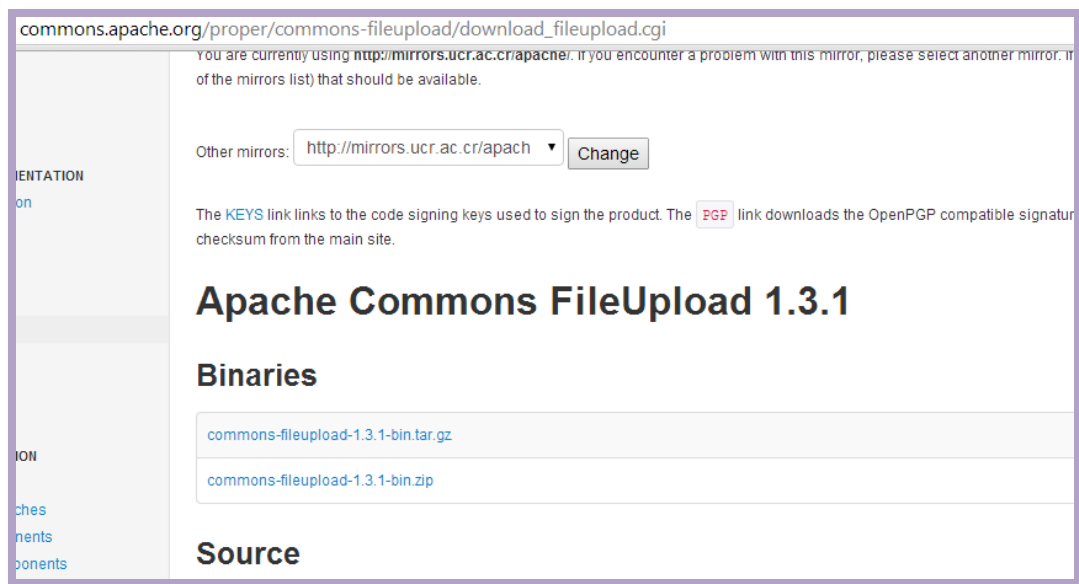 commons.apache.org/proper/commons-fileupload/download_fileupload.cgi
You are currently using http://mirrors.ucr.ac.cr/apache/. If you encounter a problem with this mirror, please select another mirror. If
of the mirrors list) that should be available.
Other mirrors: http://mirrors.ucr.ac.cr/apach Change
IENTATION
on
The KEYS link links to the code signing keys used to sign the product. The PGP link downloads the OpenPGP compatible signatur
checksum from the main site.
Apache Commons FileUpload 1.3.1
Binaries
commons-fileupload-1.3.1-bin.tar.gz
ION
commons-fileupload-1.3.1-bin.zip
ches
nents
ponents
Source